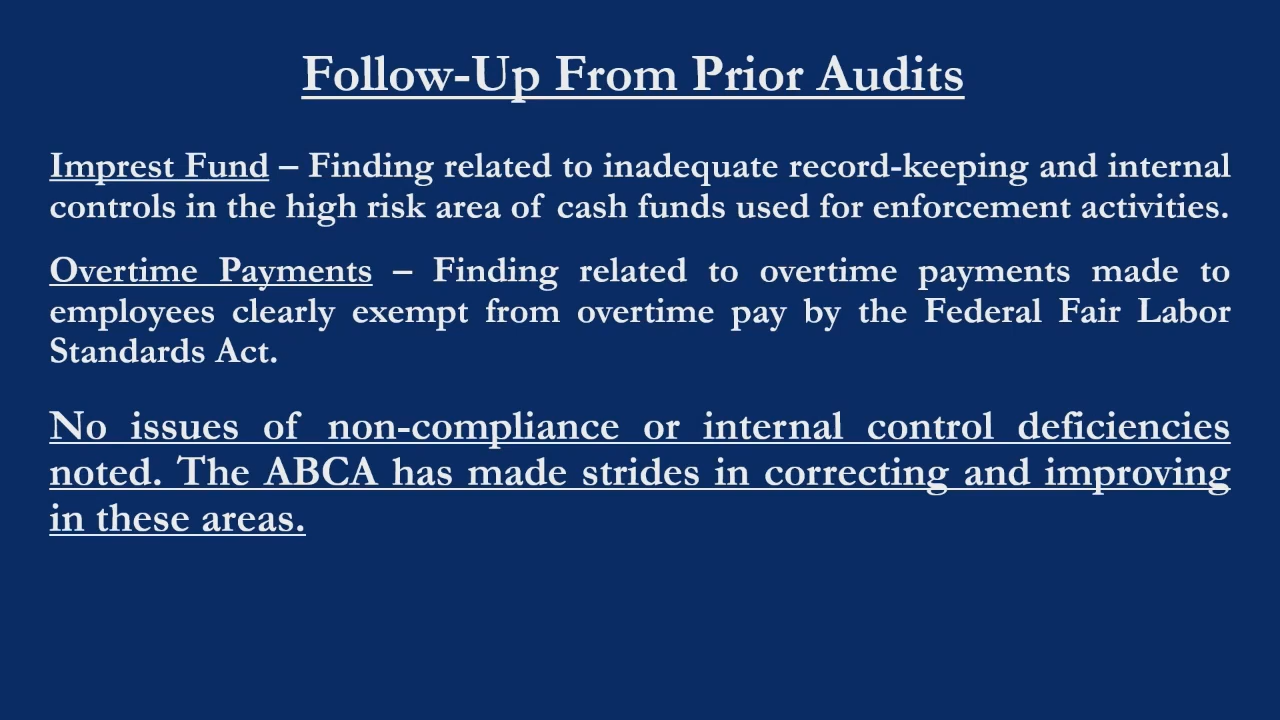 Follow-Up From Prior Audits
Imprest Fund – Finding related to inadequate record-keeping and internal
controls in the high risk area of cash funds used for enforcement activities.
Overtime Payments – Finding related to overtime payments made to
employees clearly exempt from overtime pay by the Federal Fair Labor
Standards Act.
No issues of non-compliance or internal control deficiencies
noted. The ABCA has made strides in correcting and improving
in these areas.